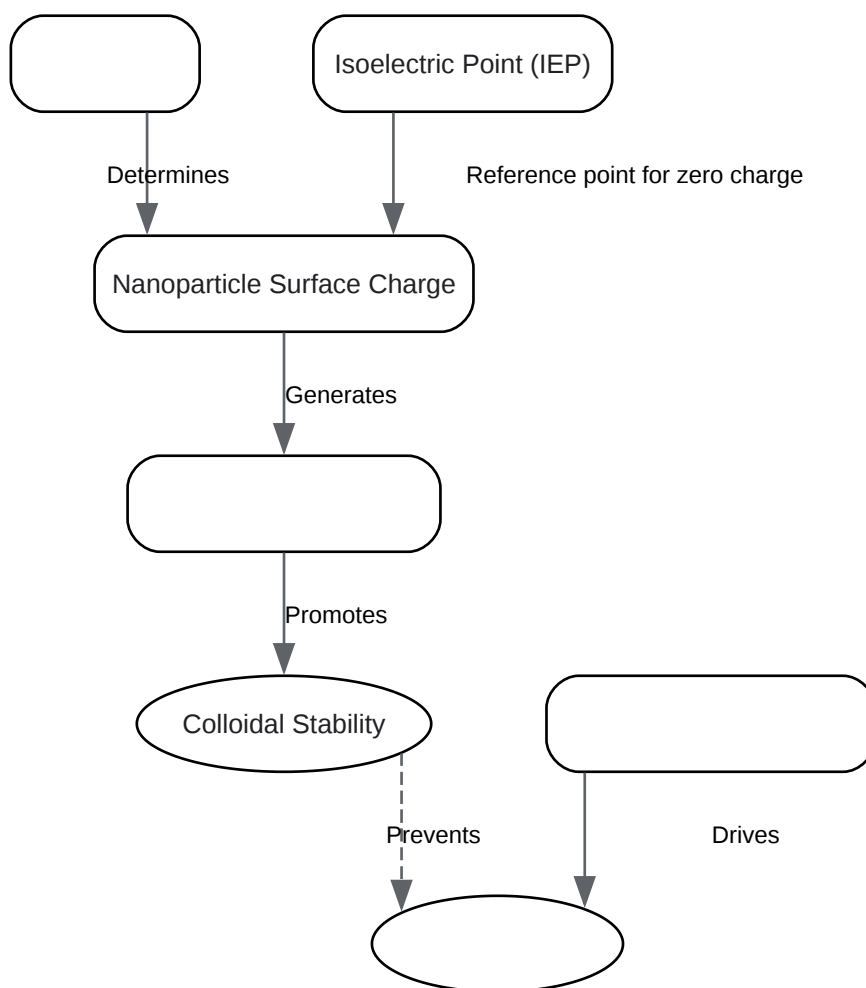 Isoelectric Point (IEP)
Determines
Reference point for zero charge
Nanoparticle Surface Charge
Generates
Promotes
Colloidal Stability
Prevents
Drives